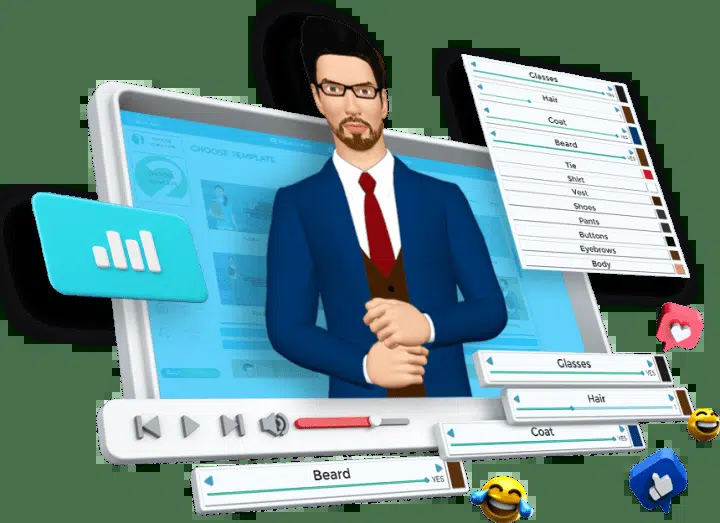 CHOOSE TEMPLATE
Glasses
YES
Hair
Coat
Beard
YES
Tie
Shirt
Vest
Shoes
Pants
Buttons
Eyebrows
Body
Glasses
YES
Hair
Coat
YES
Beard
YES